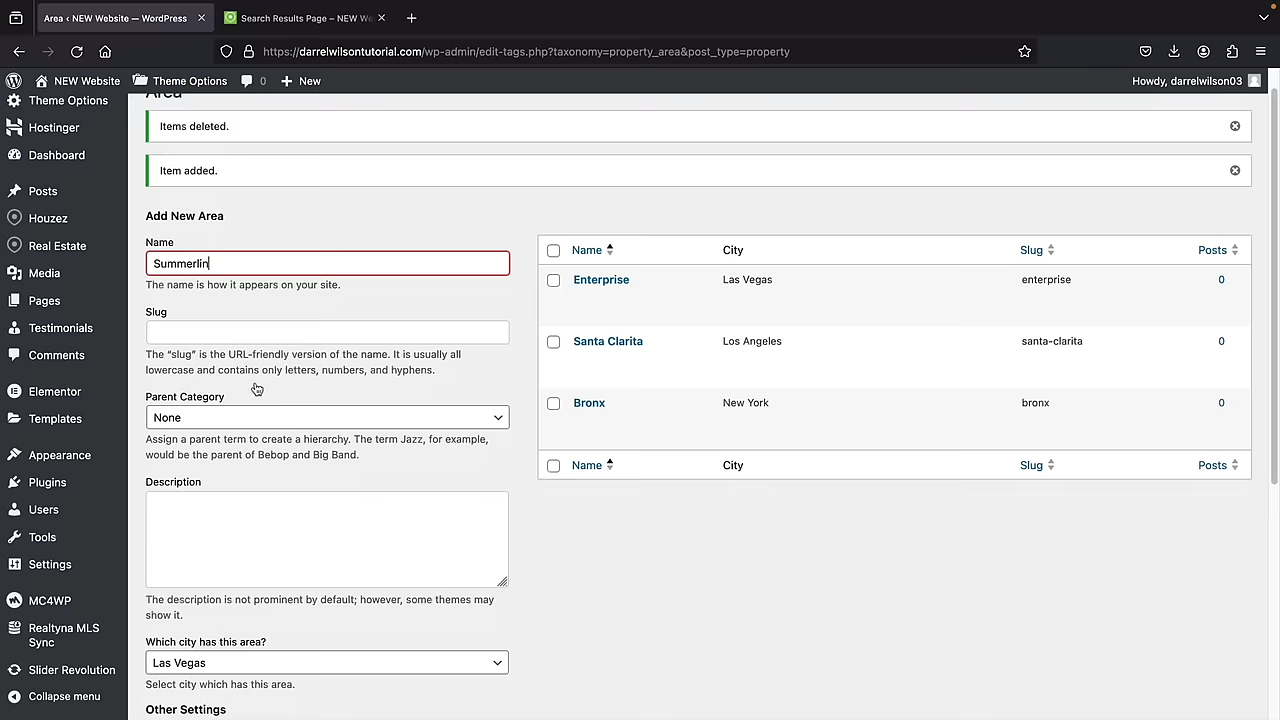 Area ‹ NEW Website — WordPress
Search Results Page – NEW We
https://darrelwilsontutorial.com/wp-admin/edit-tags.php?taxonomy=property_area&post_type=property
NEW Website
Theme Options
0
New
Howdy, darrelwilson03
Theme Options
Hostinger
Dashboard
Posts
Houzez
Real Estate
Media
Pages
Testimonials
Comments
Elementor
Templates
Appearance
Plugins
Users
Tools
Settings
MC4WP
Realtyna MLS
Sync
Slider Revolution
Collapse menu
Area
Items deleted.
Item added.
Add New Area
Name
Summerlin
The name is how it appears on your site.
Slug
The “slug” is the URL-friendly version of the name. It is usually all
lowercase and contains only letters, numbers, and hyphens.
Parent Category
None
Assign a parent term to create a hierarchy. The term Jazz, for example,
would be the parent of Bebop and Big Band.
Description
The description is not prominent by default; however, some themes may
show it.
Which city has this area?
Las Vegas
Select city which has this area.
Other Settings
Name City Slug Posts
Enterprise Las Vegas enterprise 0
Santa Clarita Los Angeles santa-clarita 0
Bronx New York bronx 0
Name City Slug Posts